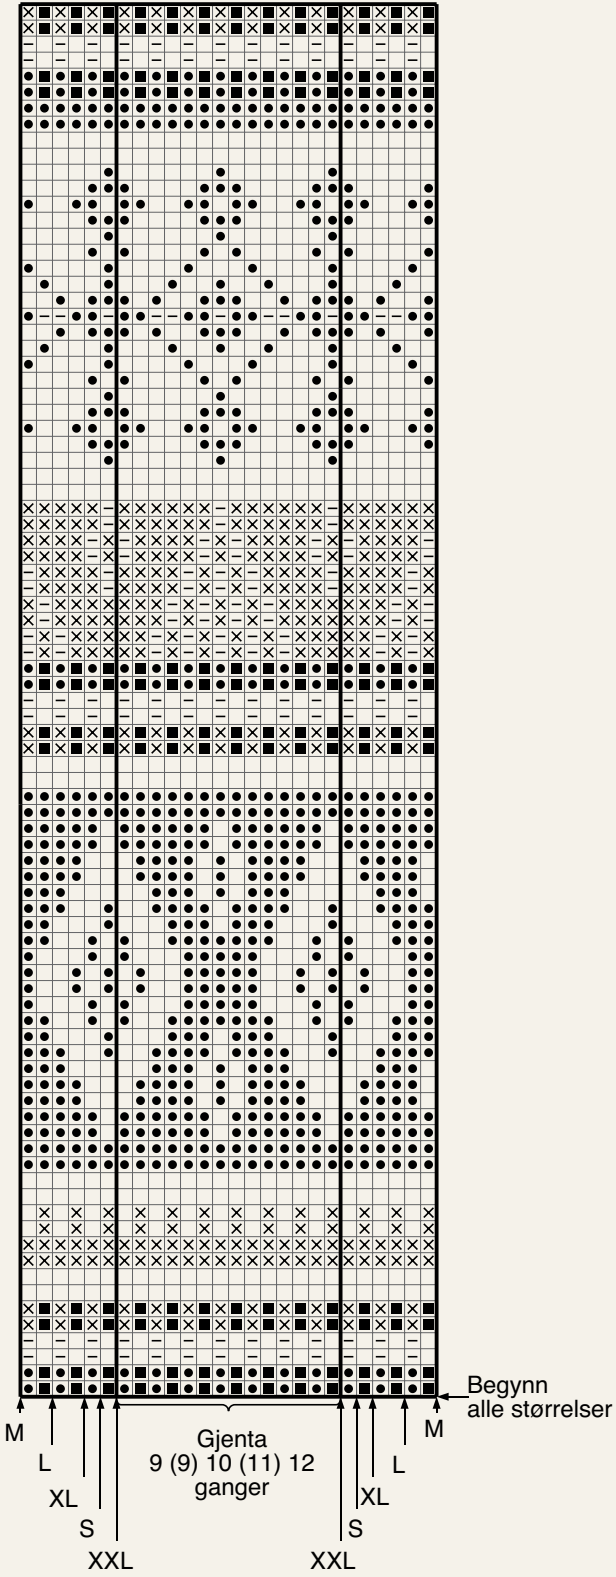 Begynn
alle størrelser
M
M
Gjenta
9 (9) 10 (11) 12
ganger
L
L
XL
XL
S
S
XXL
XXL